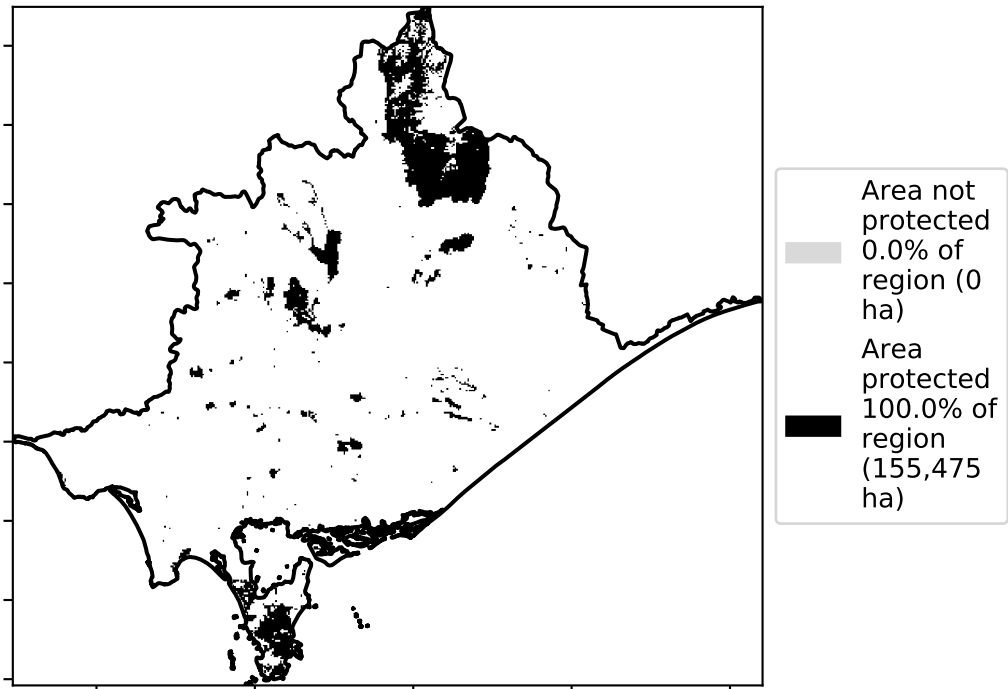 Area not
protected
0.0% of
region (0
ha)
Area
protected
100.0% of
region
(155,475
ha)